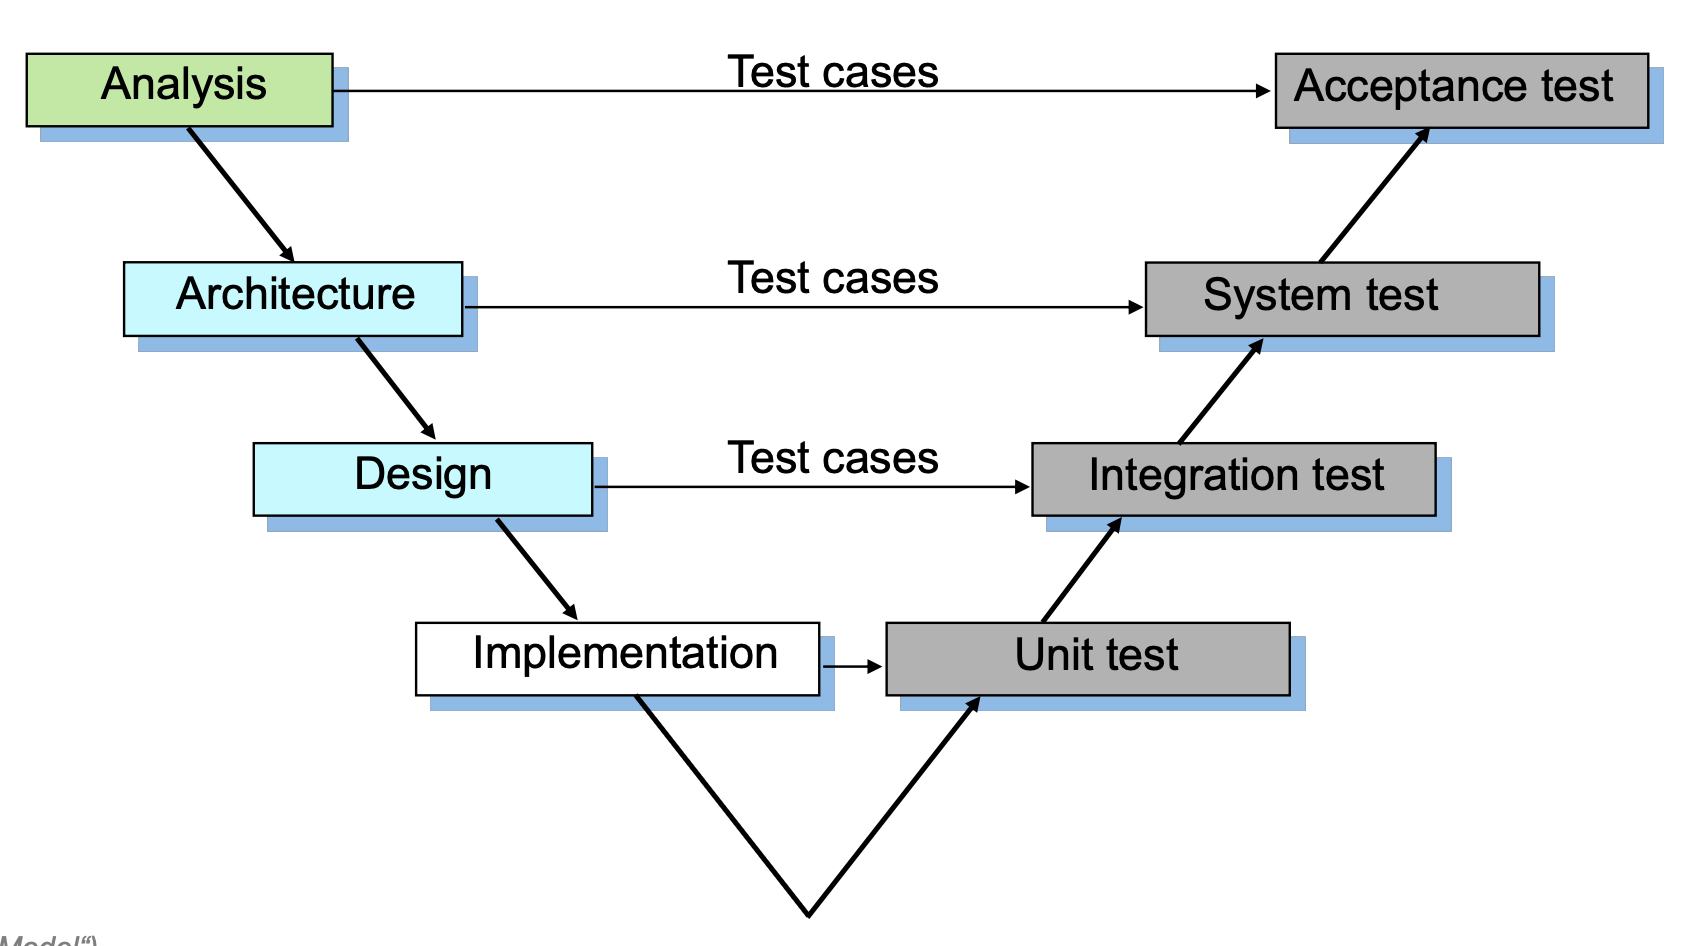 Analysis
Test cases
Acceptance test
Architecture
Test cases
System test
Design
Test cases
Integration test
Implementation
Unit test
Model“)